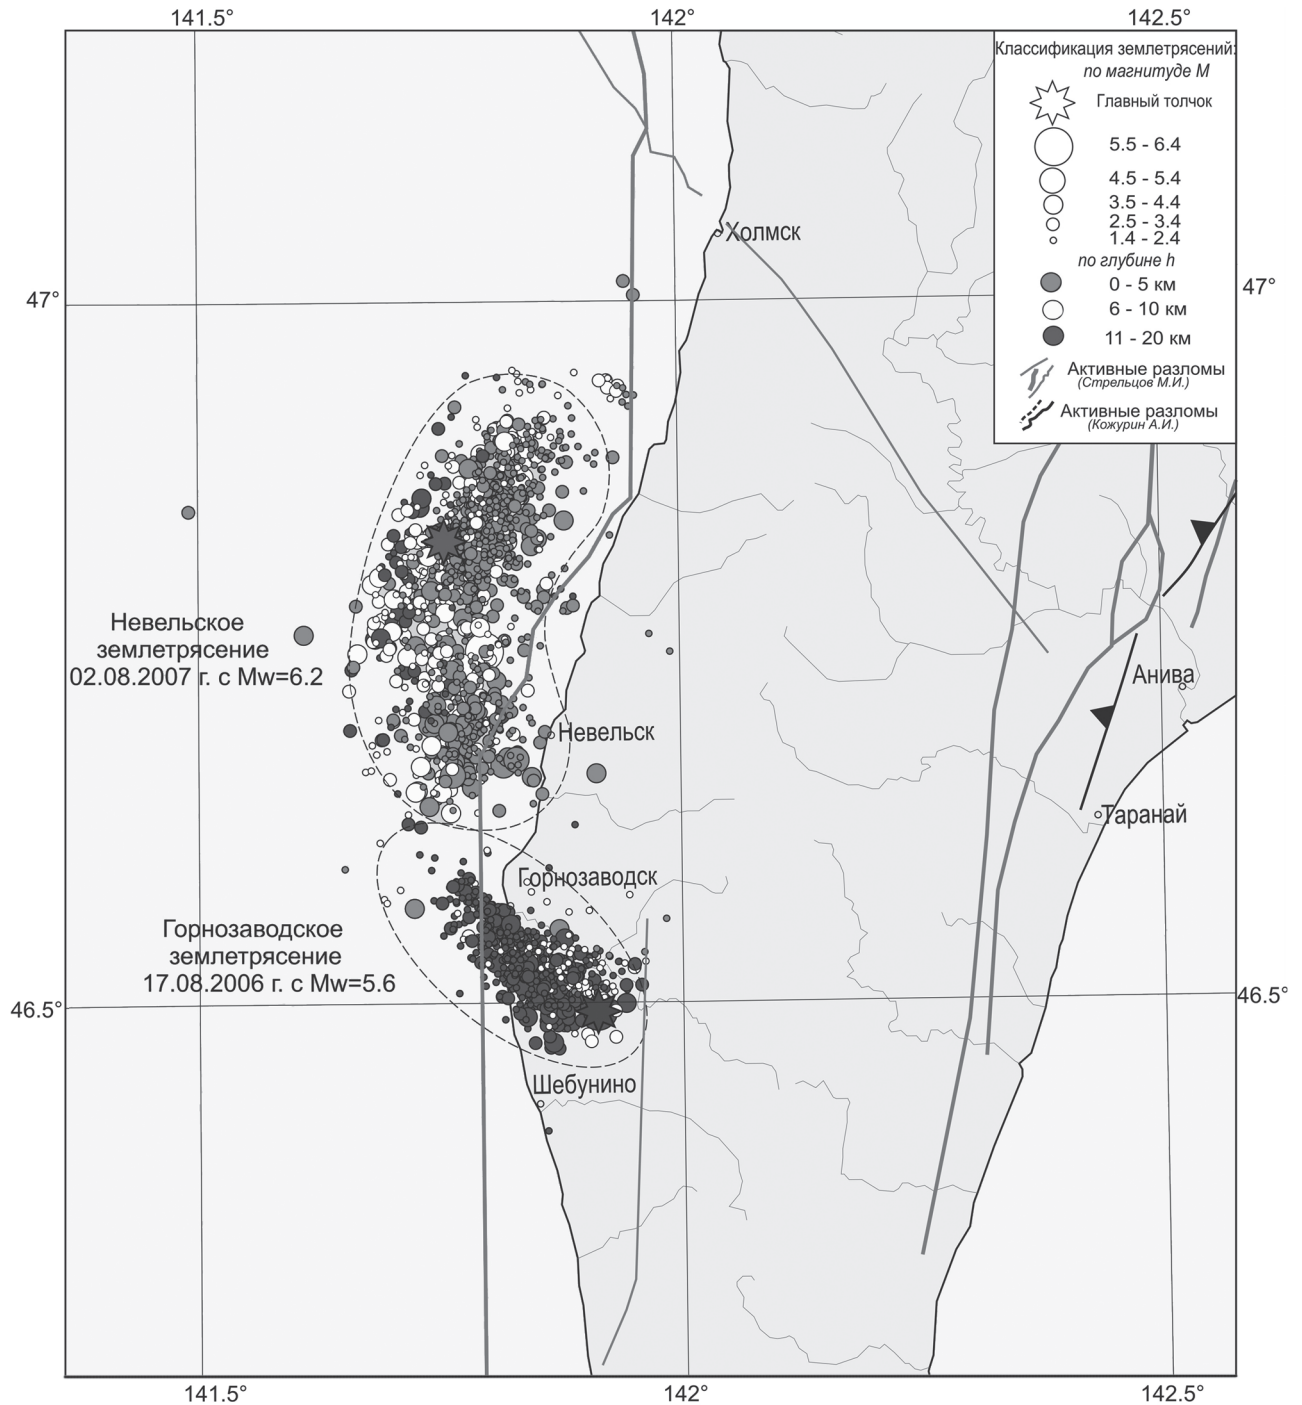 141.5°
142°
142.5°
Классификация землетрясений:
по магнитуде М
Главный толчок
5.5 - 6.4
4.5 - 5.4
3.5 - 4.4
2.5 - 3.4
1.4 - 2.4
по глубине h
0 - 5 км
6 - 10 км
11 - 20 км
Активные разломы
(Стрельцов М.И.)
Активные разломы
(Кожурин А.И.)
Холмск
47°
47°
Невельское
землетрясение
02.08.2007 г. с Mw=6.2
Анива
Невельск
Таранай
Горнозаводск
Горнозаводское
землетрясение
17.08.2006 г. с Mw=5.6
46.5°
46.5°
Шебунино
141.5°
142°
142.5°